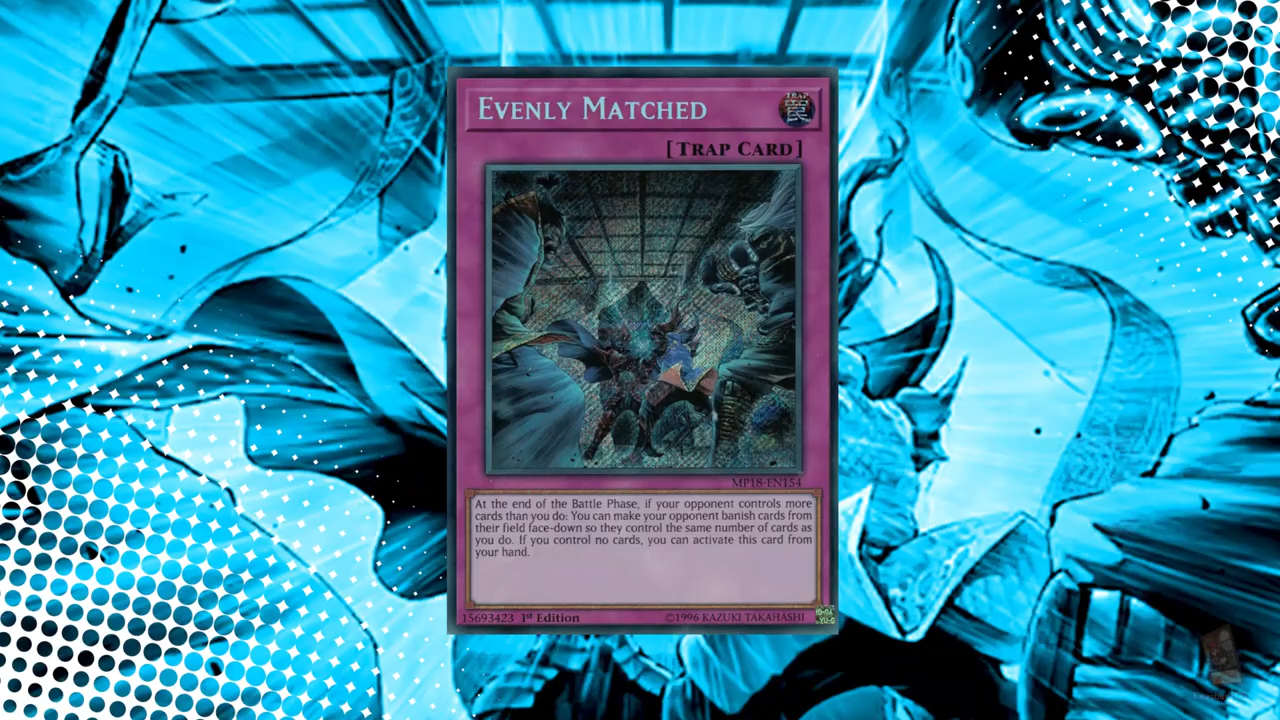 Evenly Matched
TRAP
罠
[Trap Card]
MP18-EN154
At the end of the Battle Phase, if your opponent controls more
cards than you do: You can make your opponent banish cards from
their field face-down so they control the same number of cards as
you do. If you control no cards, you can activate this card from
your hand.
15693423 1st Edition
©1996 KAZUKI TAKAHASHI